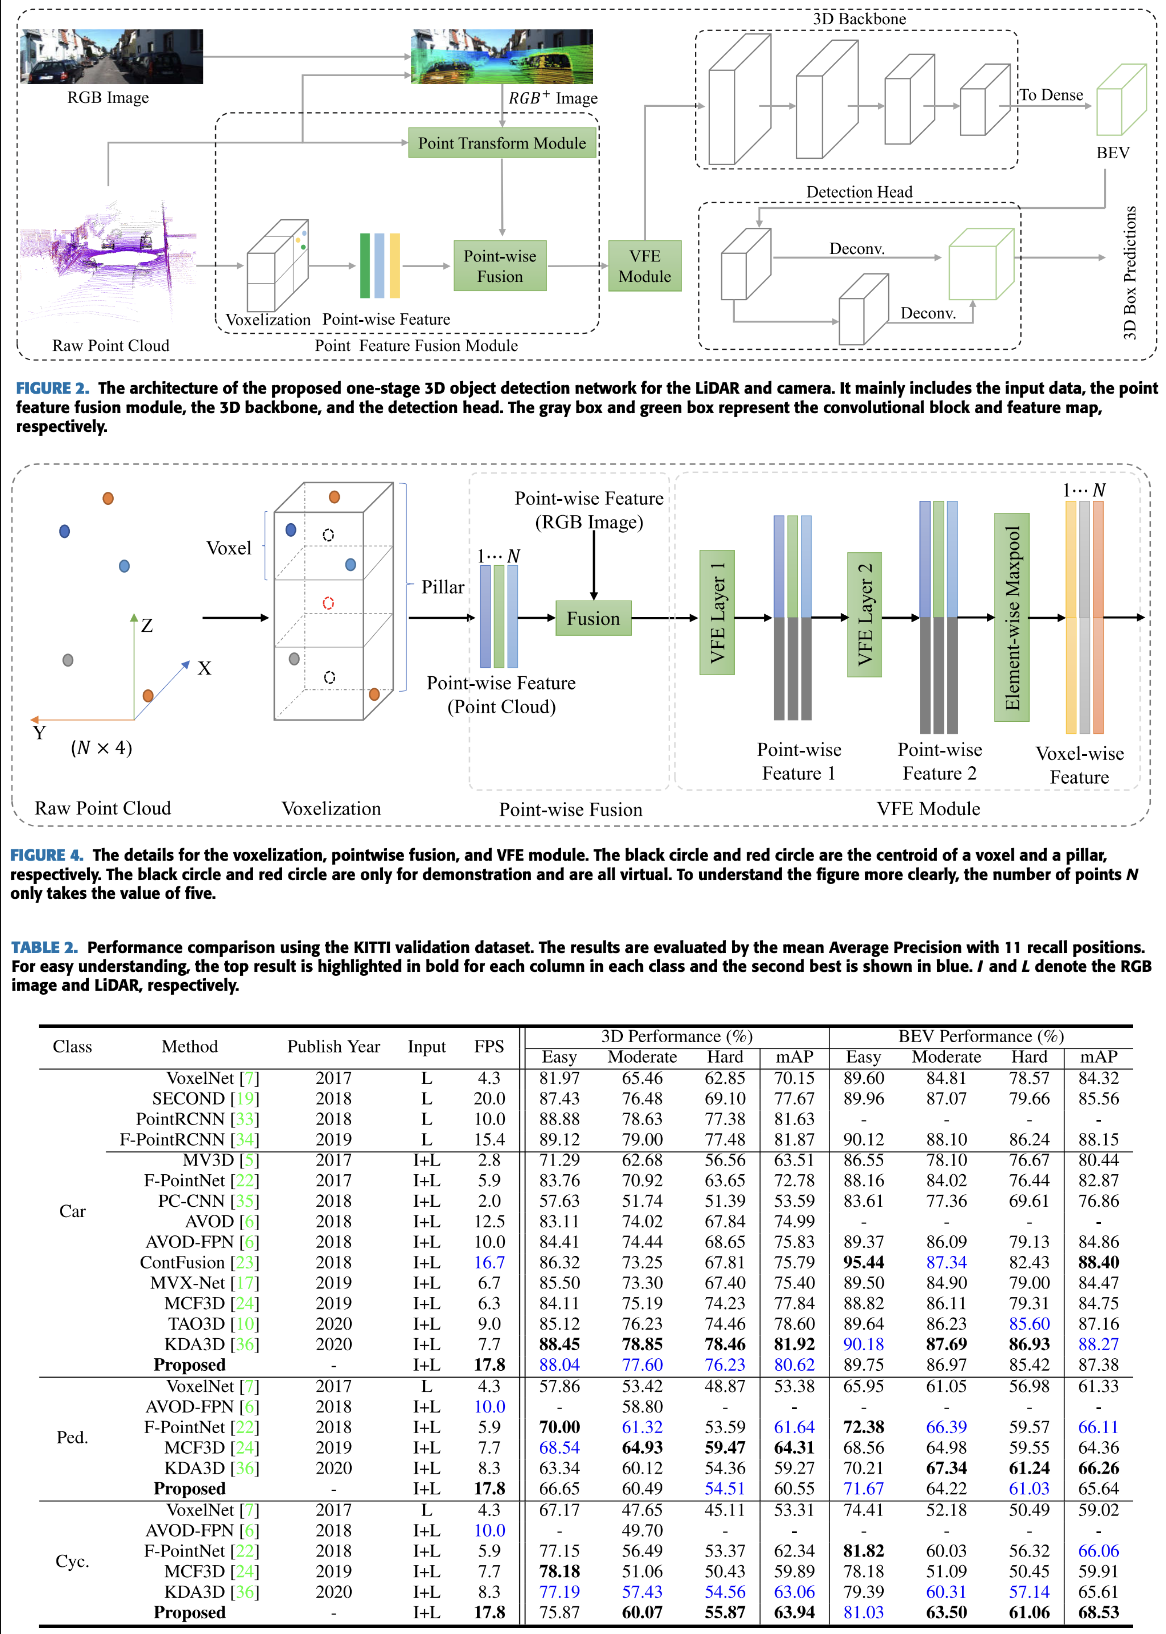 3D Backbone
RGB Image
RGB⁺ Image
To Dense
BEV
Point Transform Module
Detection Head
Deconv.
Point-wise Fusion
VFE Module
Deconv.
3D Box Predictions
Voxelization
Point-wise Feature
Raw Point Cloud
Point Feature Fusion Module
FIGURE 2. The architecture of the proposed one-stage 3D object detection network for the LiDAR and camera. It mainly includes the input data, the point
feature fusion module, the 3D backbone, and the detection head. The gray box and green box represent the convolutional block and feature map,
respectively.
Point-wise Feature
(RGB Image)
1⋯ N
Voxel
1⋯ N
Pillar
Fusion
VFE Layer 1
VFE Layer 2
Element-wise Maxpool
Z
X
Y
(N × 4)
Point-wise Feature
(Point Cloud)
Point-wise
Feature 1
Point-wise
Feature 2
Voxel-wise
Feature
Raw Point Cloud
Voxelization
Point-wise Fusion
VFE Module
FIGURE 4. The details for the voxelization, pointwise fusion, and VFE module. The black circle and red circle are the centroid of a voxel and a pillar,
respectively. The black circle and red circle are only for demonstration and are all virtual. To understand the figure more clearly, the number of points N
only takes the value of five.
TABLE 2. Performance comparison using the KITTI validation dataset. The results are evaluated by the mean Average Precision with 11 recall positions.
For easy understanding, the top result is highlighted in bold for each column in each class and the second best is shown in blue. I and L denote the RGB
image and LiDAR, respectively.
Class Method Publish Year Input FPS 3D Performance (%) BEV Performance (%)
Easy Moderate Hard mAP Easy Moderate Hard mAP
Car
VoxelNet [7] 2017 L 4.3 81.97 65.46 62.85 70.15 89.60 84.81 78.57 84.32
SECOND [19] 2018 L 20.0 87.43 76.48 69.10 77.67 89.96 87.07 79.66 85.56
PointRCNN [33] 2018 L 10.0 88.88 78.63 77.38 81.63 - - - -
F-PointRCNN [34] 2019 L 15.4 89.12 79.00 77.48 81.87 90.12 88.10 86.24 88.15
MV3D [5] 2017 I+L 2.8 71.29 62.68 56.56 63.51 86.55 78.10 76.67 80.44
F-PointNet [22] 2017 I+L 5.9 83.76 70.92 63.65 72.78 88.16 84.02 76.44 82.87
PC-CNN [35] 2018 I+L 2.0 57.63 51.74 51.39 53.59 83.61 77.36 69.61 76.86
AVOD [6] 2018 I+L 12.5 83.11 74.02 67.84 74.99 - - - -
AVOD-FPN [6] 2018 I+L 10.0 84.41 74.44 68.65 75.83 89.37 86.09 79.13 84.86
ContFusion [23] 2018 I+L 16.7 86.32 73.25 67.81 75.79 95.44 87.34 82.43 88.40
MVX-Net [17] 2019 I+L 6.7 85.50 73.30 67.40 75.40 89.50 84.90 79.00 84.47
MCF3D [24] 2019 I+L 6.3 84.11 75.19 74.23 77.84 88.82 86.11 79.31 84.75
TAO3D [10] 2020 I+L 9.0 85.12 76.23 74.46 78.60 89.64 86.23 85.60 87.16
KDA3D [36] 2020 I+L 7.7 88.45 78.85 78.46 81.92 90.18 87.69 86.93 88.27
Proposed - I+L 17.8 88.04 77.60 76.23 80.62 89.75 86.97 85.42 87.38
Ped.
VoxelNet [7] 2017 L 4.3 57.86 53.42 48.87 53.38 65.95 61.05 56.98 61.33
AVOD-FPN [6] 2018 I+L 10.0 - 58.80 - - - - - -
F-PointNet [22] 2018 I+L 5.9 70.00 61.32 53.59 61.64 72.38 66.39 59.57 66.11
MCF3D [24] 2019 I+L 7.7 68.54 64.93 59.47 64.31 68.56 64.98 59.55 64.36
KDA3D [36] 2020 I+L 8.3 63.34 60.12 54.36 59.27 70.21 67.34 61.24 66.26
Proposed - I+L 17.8 66.65 60.49 54.51 60.55 71.67 64.22 61.03 65.64
Cyc.
VoxelNet [7] 2017 L 4.3 67.17 47.65 45.11 53.31 74.41 52.18 50.49 59.02
AVOD-FPN [6] 2018 I+L 10.0 - 49.70 - - - - - -
F-PointNet [22] 2018 I+L 5.9 77.15 56.49 53.37 62.34 81.82 60.03 56.32 66.06
MCF3D [24] 2019 I+L 7.7 78.18 51.06 50.43 59.89 78.18 51.09 50.45 59.91
KDA3D [36] 2020 I+L 8.3 77.19 57.43 54.56 63.06 79.39 60.31 57.14 65.61
Proposed - I+L 17.8 75.87 60.07 55.87 63.94 81.03 63.50 61.06 68.53